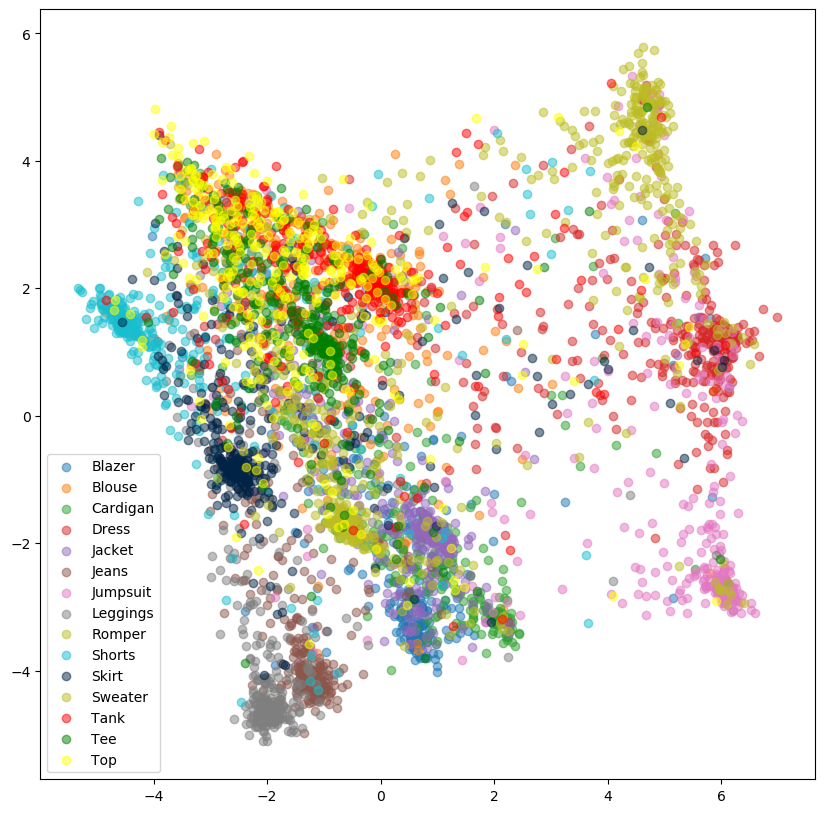 6
4
2
0
−2
−4
Blazer
Blouse
Cardigan
Dress
Jacket
Jeans
Jumpsuit
Leggings
Romper
Shorts
Skirt
Sweater
Tank
Tee
Top
−4 −2 0 2 4 6